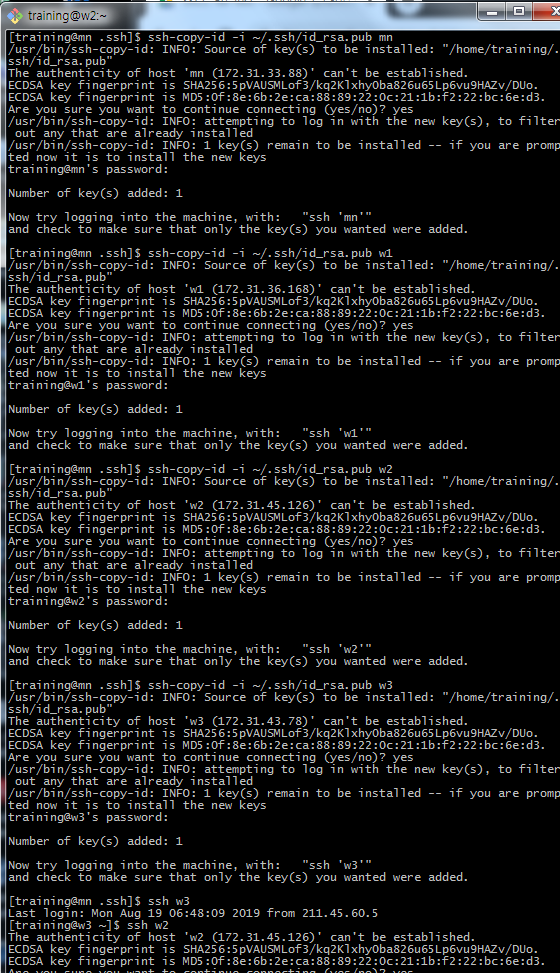 training@w2:~
[training@mn .ssh]$ ssh-copy-id -i ~/.ssh/id_rsa.pub mn
/usr/bin/ssh-copy-id: INFO: Source of key(s) to be installed: "/home/training/.
ssh/id_rsa.pub"
The authenticity of host 'mn (172.31.33.88)' can't be established.
ECDSA key fingerprint is SHA256:5pVAUSMLof3/kq2KlxhyOba826u65Lp6vu9HAZv/DUo.
ECDSA key fingerprint is MD5:0f:8e:6b:2e:ca:88:89:22:0c:21:1b:f2:22:bc:6e:d3.
Are you sure you want to continue connecting (yes/no)? yes
/usr/bin/ssh-copy-id: INFO: attempting to log in with the new key(s), to filter
 out any that are already installed
/usr/bin/ssh-copy-id: INFO: 1 key(s) remain to be installed -- if you are promp
ted now it is to install the new keys
training@mn's password:
Number of key(s) added: 1
Now try logging into the machine, with:   "ssh 'mn'"
and check to make sure that only the key(s) you wanted were added.
[training@mn .ssh]$ ssh-copy-id -i ~/.ssh/id_rsa.pub w1
/usr/bin/ssh-copy-id: INFO: Source of key(s) to be installed: "/home/training/.
ssh/id_rsa.pub"
The authenticity of host 'w1 (172.31.36.168)' can't be established.
ECDSA key fingerprint is SHA256:5pVAUSMLof3/kq2KlxhyOba826u65Lp6vu9HAZv/DUo.
ECDSA key fingerprint is MD5:0f:8e:6b:2e:ca:88:89:22:0c:21:1b:f2:22:bc:6e:d3.
Are you sure you want to continue connecting (yes/no)? yes
/usr/bin/ssh-copy-id: INFO: attempting to log in with the new key(s), to filter
 out any that are already installed
/usr/bin/ssh-copy-id: INFO: 1 key(s) remain to be installed -- if you are promp
ted now it is to install the new keys
training@w1's password:
Number of key(s) added: 1
Now try logging into the machine, with:   "ssh 'w1'"
and check to make sure that only the key(s) you wanted were added.
[training@mn .ssh]$ ssh-copy-id -i ~/.ssh/id_rsa.pub w2
/usr/bin/ssh-copy-id: INFO: Source of key(s) to be installed: "/home/training/.
ssh/id_rsa.pub"
The authenticity of host 'w2 (172.31.45.126)' can't be established.
ECDSA key fingerprint is SHA256:5pVAUSMLof3/kq2KlxhyOba826u65Lp6vu9HAZv/DUo.
ECDSA key fingerprint is MD5:0f:8e:6b:2e:ca:88:89:22:0c:21:1b:f2:22:bc:6e:d3.
Are you sure you want to continue connecting (yes/no)? yes
/usr/bin/ssh-copy-id: INFO: attempting to log in with the new key(s), to filter
 out any that are already installed
/usr/bin/ssh-copy-id: INFO: 1 key(s) remain to be installed -- if you are promp
ted now it is to install the new keys
training@w2's password:
Number of key(s) added: 1
Now try logging into the machine, with:   "ssh 'w2'"
and check to make sure that only the key(s) you wanted were added.
[training@mn .ssh]$ ssh-copy-id -i ~/.ssh/id_rsa.pub w3
/usr/bin/ssh-copy-id: INFO: Source of key(s) to be installed: "/home/training/.
ssh/id_rsa.pub"
The authenticity of host 'w3 (172.31.43.78)' can't be established.
ECDSA key fingerprint is SHA256:5pVAUSMLof3/kq2KlxhyOba826u65Lp6vu9HAZv/DUo.
ECDSA key fingerprint is MD5:0f:8e:6b:2e:ca:88:89:22:0c:21:1b:f2:22:bc:6e:d3.
Are you sure you want to continue connecting (yes/no)? yes
/usr/bin/ssh-copy-id: INFO: attempting to log in with the new key(s), to filter
 out any that are already installed
/usr/bin/ssh-copy-id: INFO: 1 key(s) remain to be installed -- if you are promp
ted now it is to install the new keys
training@w3's password:
Number of key(s) added: 1
Now try logging into the machine, with:   "ssh 'w3'"
and check to make sure that only the key(s) you wanted were added.
[training@mn .ssh]$ ssh w3
Last login: Mon Aug 19 06:48:09 2019 from 211.45.60.5
[training@w3 ~]$ ssh w2
The authenticity of host 'w2 (172.31.45.126)' can't be established.
ECDSA key fingerprint is SHA256:5pVAUSMLof3/kq2KlxhyOba826u65Lp6vu9HAZv/DUo.
ECDSA key fingerprint is MD5:0f:8e:6b:2e:ca:88:89:22:0c:21:1b:f2:22:bc:6e:d3.
Are you sure you want to continue connecting (yes/no)? yes